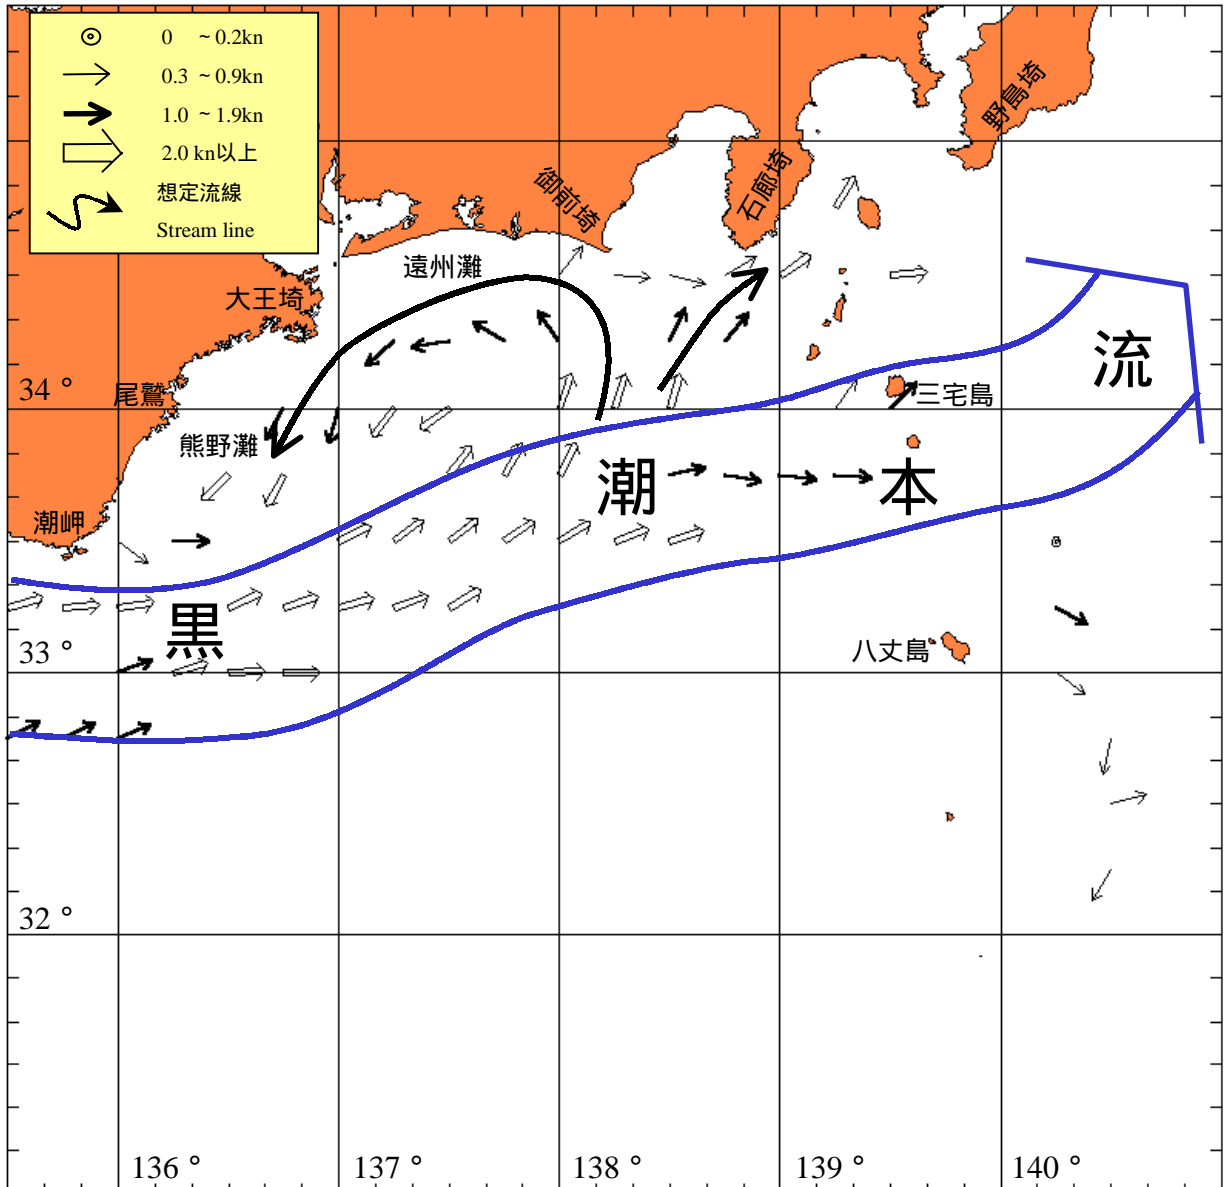 0 ~ 0.2kn
0.3 ~ 0.9kn
1.0 ~ 1.9kn
2.0 kn以上
想定流線
Stream line
野島埼
石廊埼
御前埼
遠州灘
大王埼
流
34 °
尾鷲
三宅島
熊野灘
潮
本
潮岬
黒
33 °
八丈島
32 °
136 °
137 °
138 °
139 °
140 °